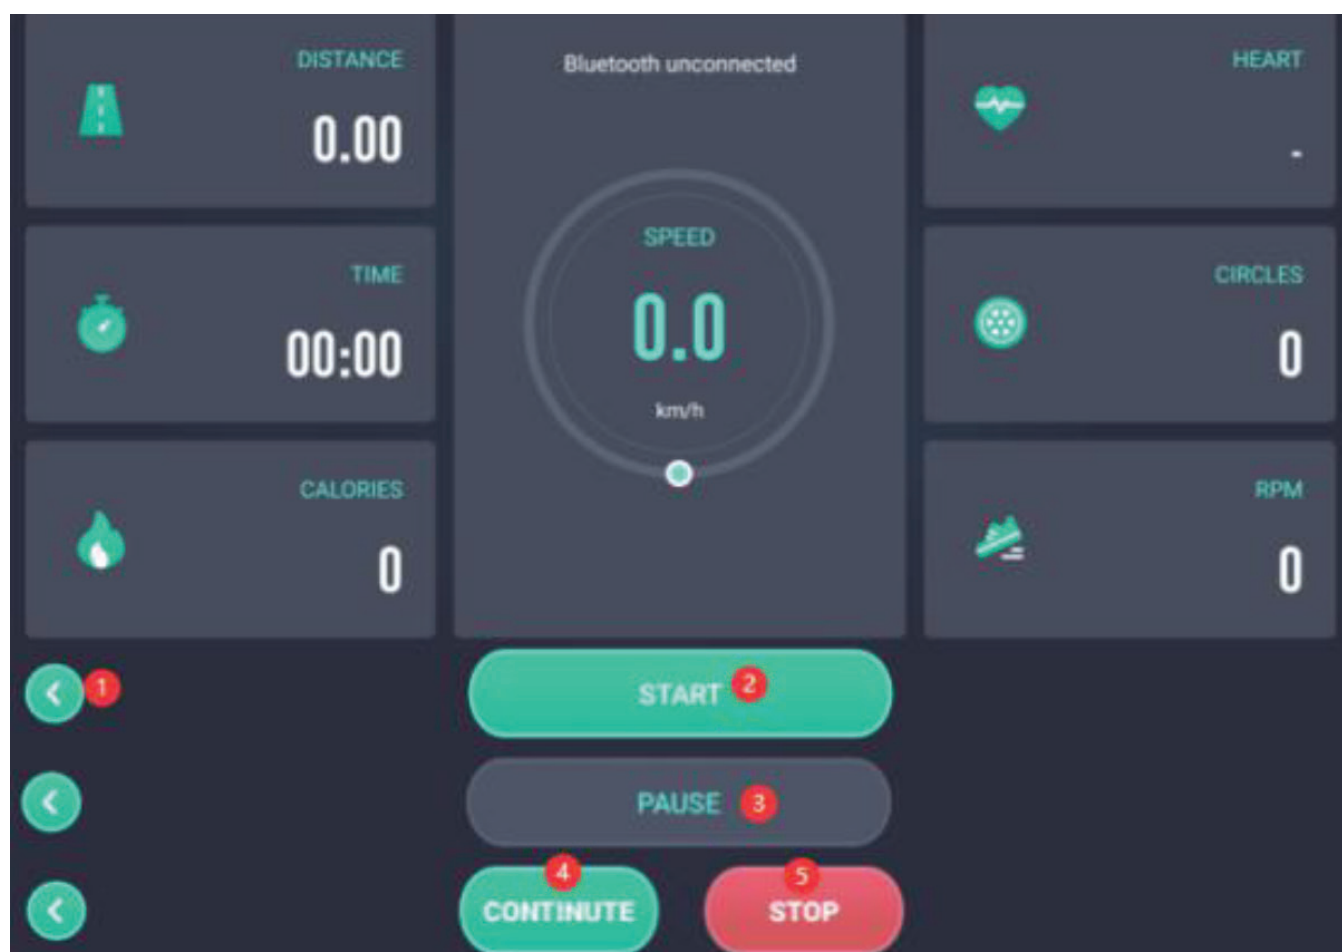 DISTANCE
0.00
Bluetooth unconnected
HEART
-
TIME
00:00
SPEED
0.0
km/h
CIRCLES
0
CALORIES
0
RPM
0
1
START 2
PAUSE 3
4
CONTINUTE
5
STOP